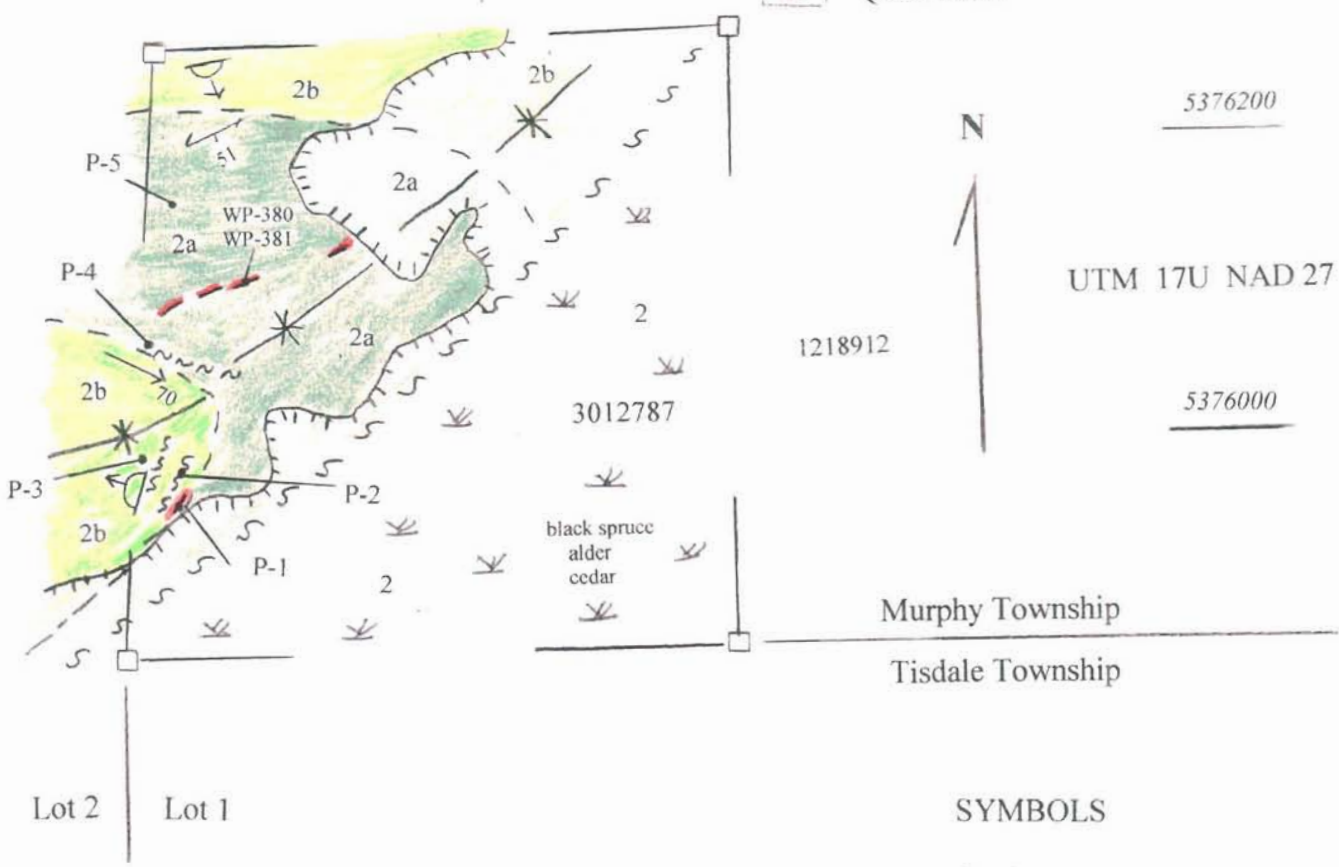 2b
2b
N
5376200
51
P-5
2a
WP-380
2a
WP-381
P-4
UTM 17U NAD 27
2
2a
1218912
2b
70
3012787
5376000
P-3
P-2
2b
black spruce
alder
cedar
P-1
2
Murphy Township
Tisdale Township
Lot 2
Lot 1
SYMBOLS